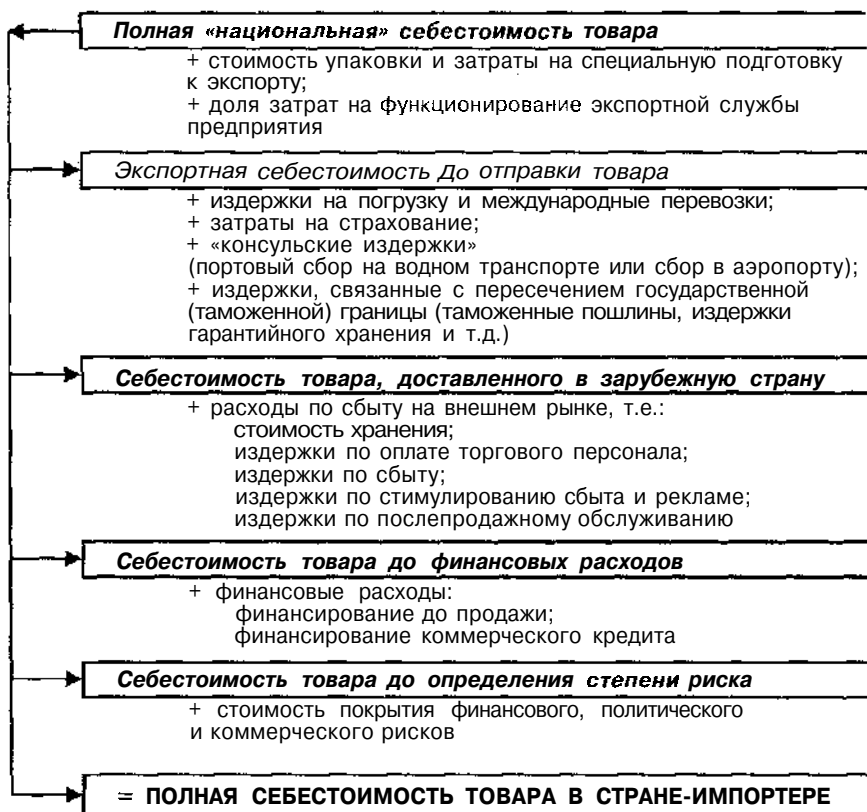 Полная «национальная» себестоимость товара
+ стоимость упаковки и затраты на специальную подготовку
к экспорту;
+ доля затрат на функционирование экспортной службы
предприятия
Экспортная себестоимость До отправки товара
+ издержки на погрузку и международные перевозки;
+ затраты на страхование;
+ «консульские издержки»
(портовый сбор на водном транспорте или сбор в аэропорту);
+ издержки, связанные с пересечением государственной
(таможенной) границы (таможенные пошлины, издержки
гарантийного хранения и т.д.)
Себестоимость товара, доставленного в зарубежную страну
+ расходы по сбыту на внешнем рынке, т.е.:
стоимость хранения;
издержки по оплате торгового персонала;
издержки по сбыту;
издержки по стимулированию сбыта и рекламе;
издержки по послепродажному обслуживанию
Себестоимость товара до финансовых расходов
+ финансовые расходы:
финансирование до продажи;
финансирование коммерческого кредита
Себестоимость товара до определения степени риска
+ стоимость покрытия финансового, политического
и коммерческого рисков
= ПОЛНАЯ СЕБЕСТОИМОСТЬ ТОВАРА В СТРАНЕ-ИМПОРТЕРЕ